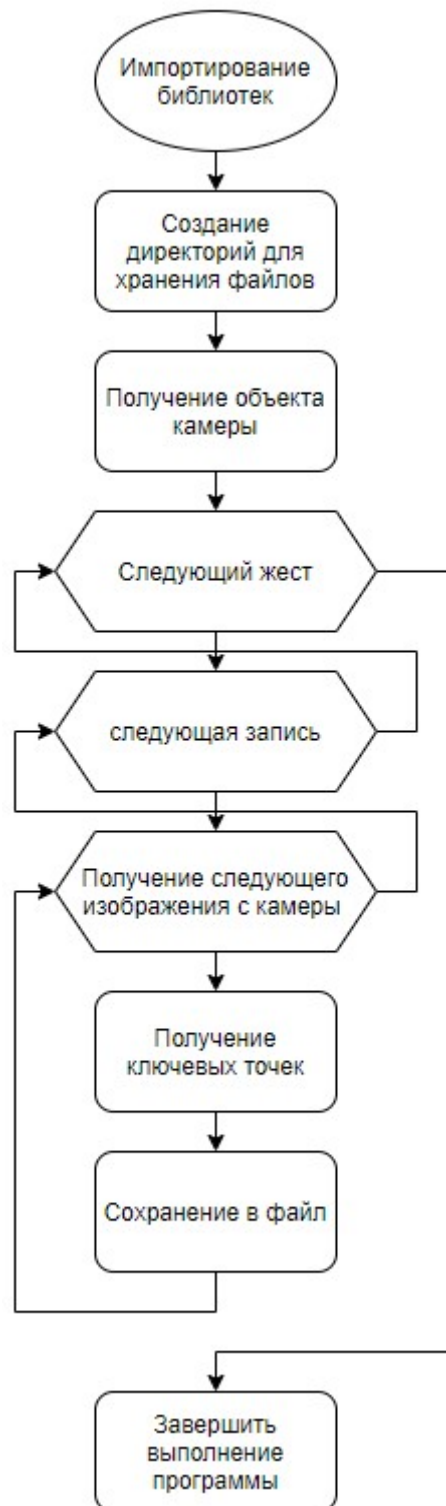 Импортирование
библиотек
Создание
директорий для
хранения файлов
Получение объекта
камеры
Следующий жест
следующая запись
Получение следующего
изображения с камеры
Получение
ключевых точек
Сохранение в файл
Завершить
выполнение
программы